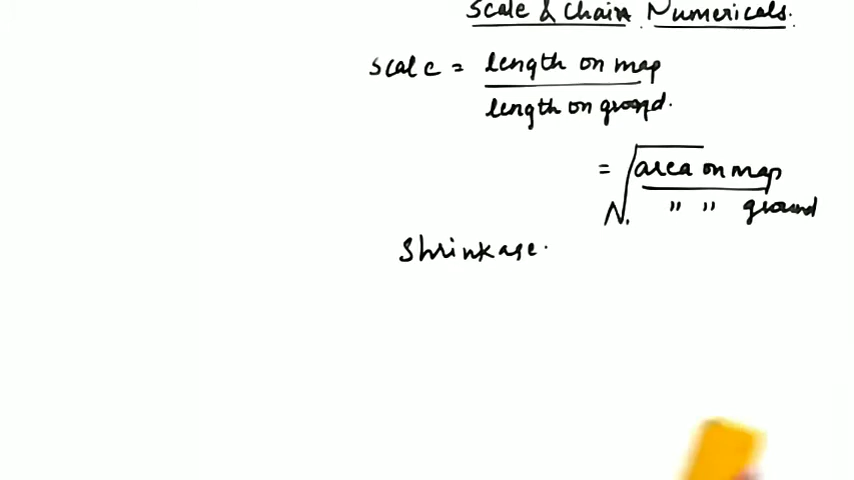 Scale & Chain Numericals.
Scale = length on map
length on ground.
= √ area on map
" " ground
Shrinkage.